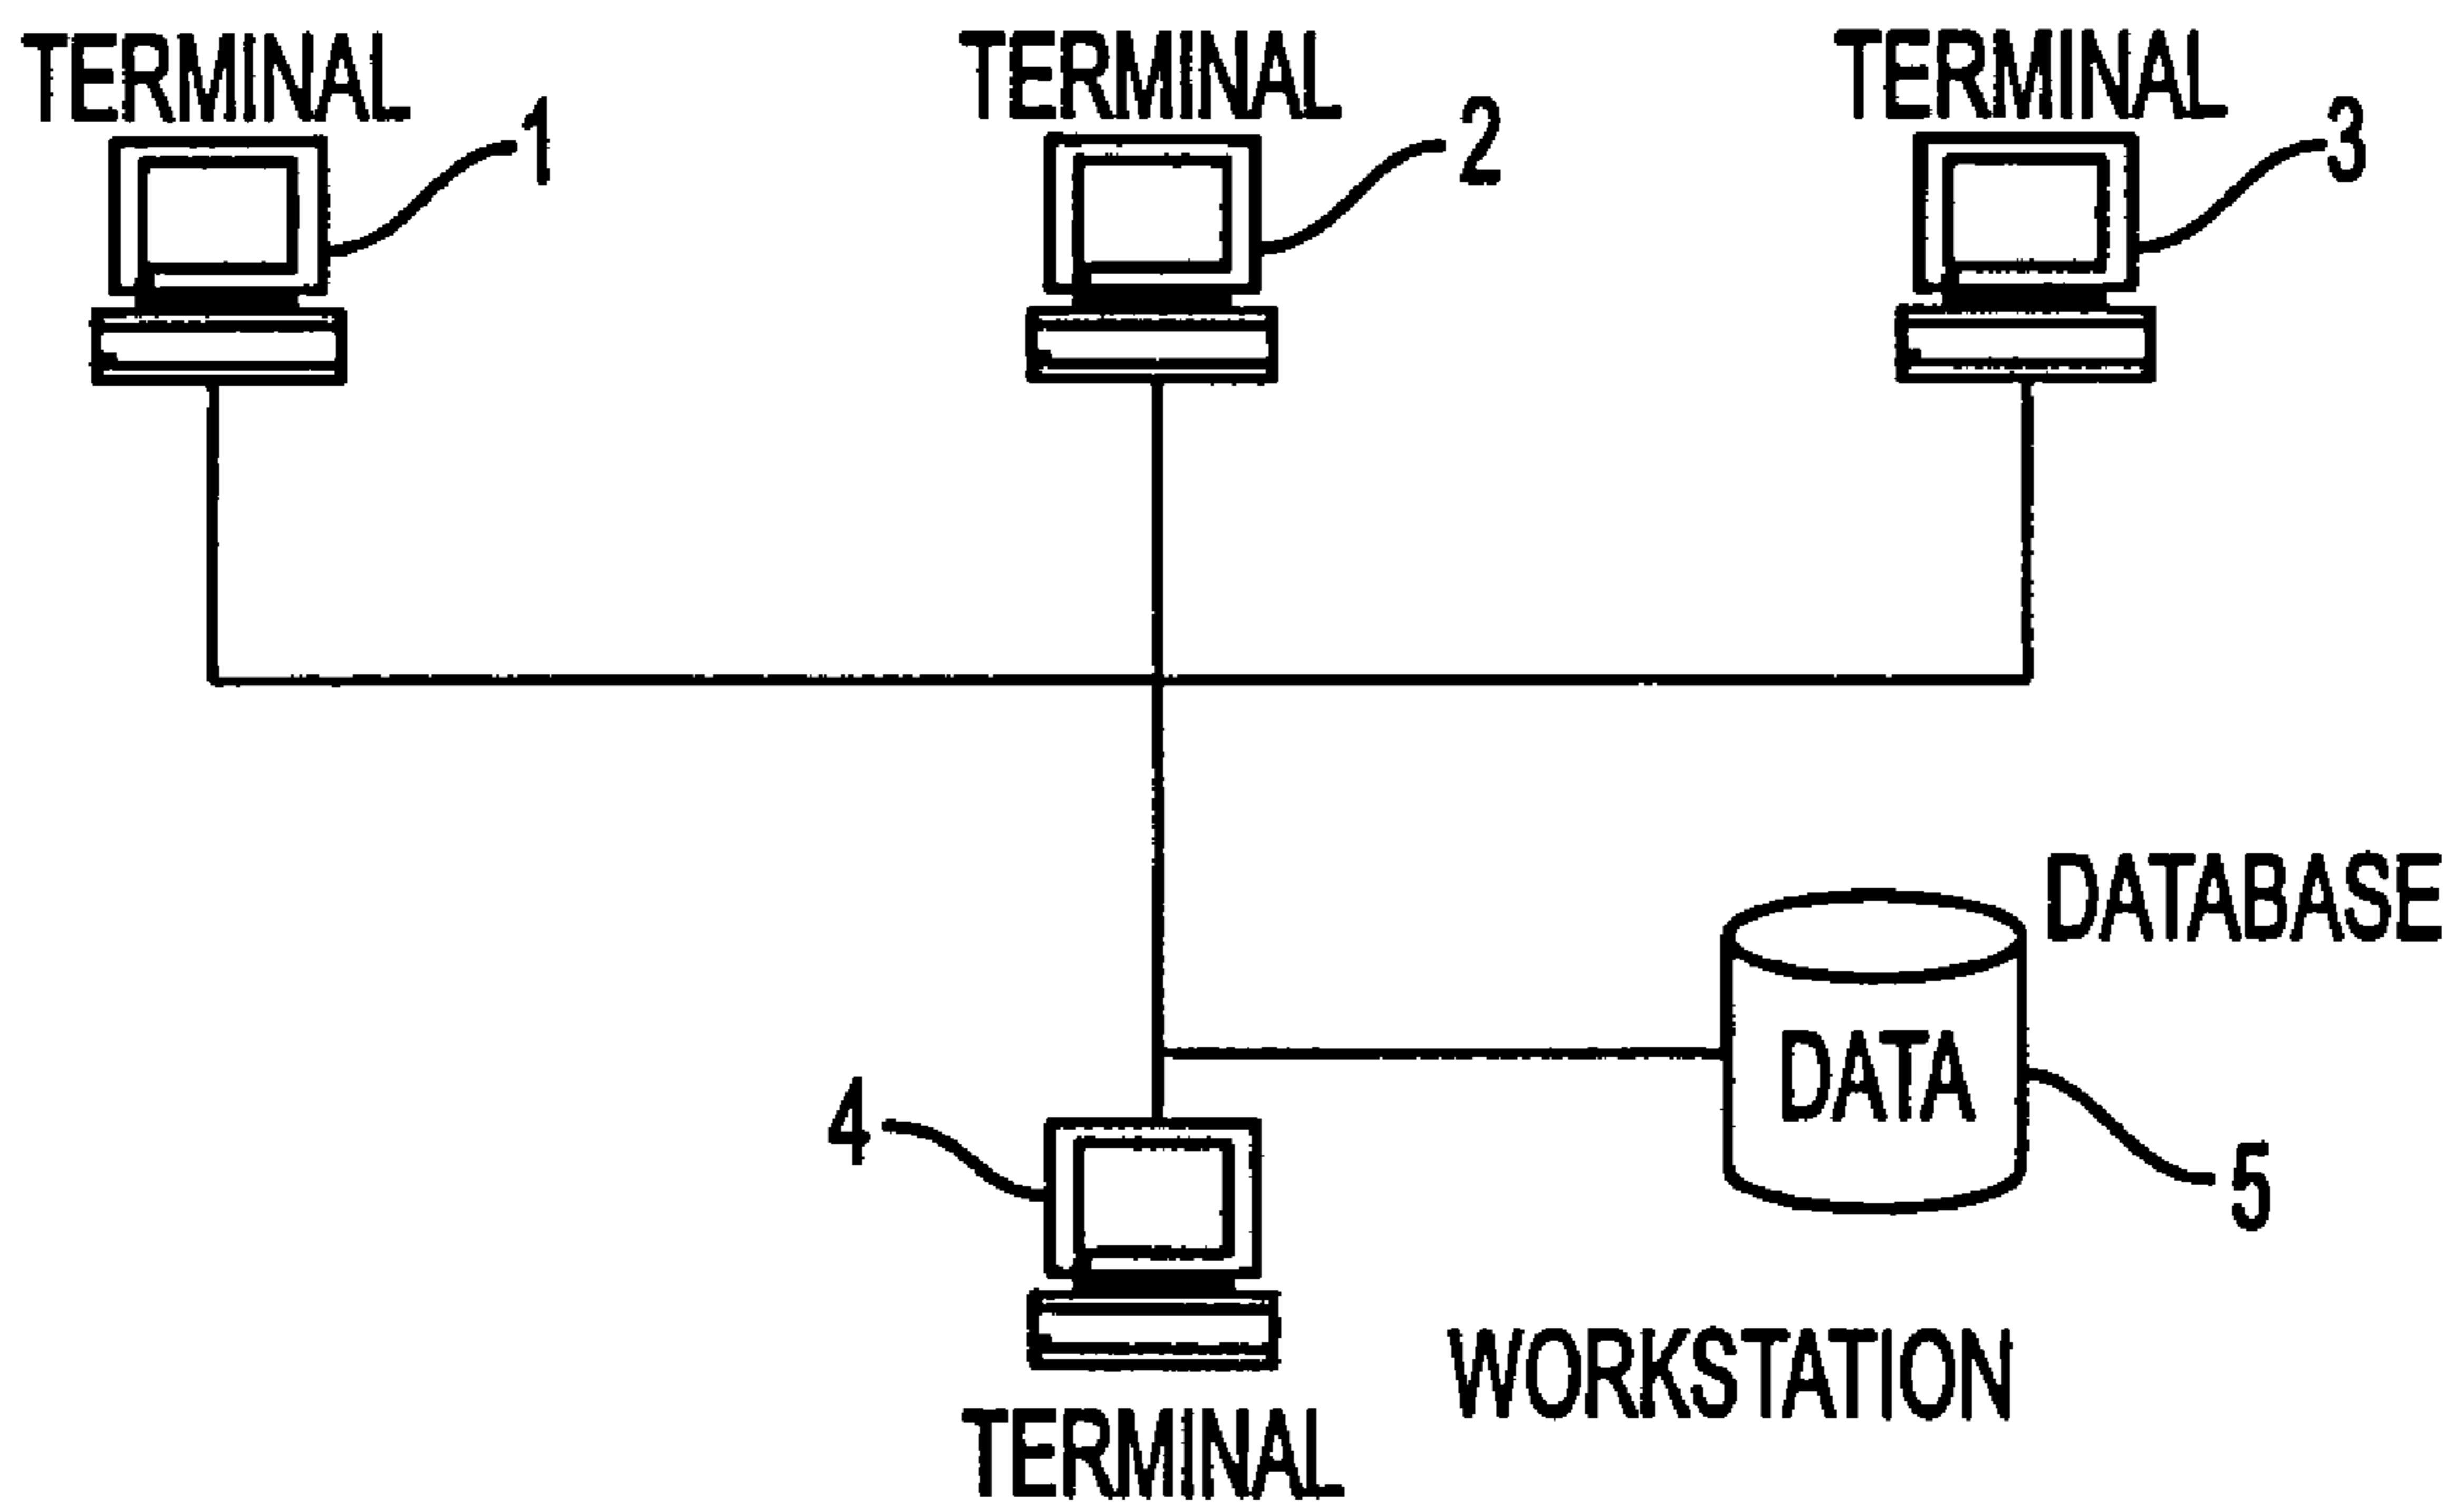 TERMINAL
TERMINAL
TERMINAL
1
2
3
DATABASE
DATA
4
5
WORKSTATION
TERMINAL